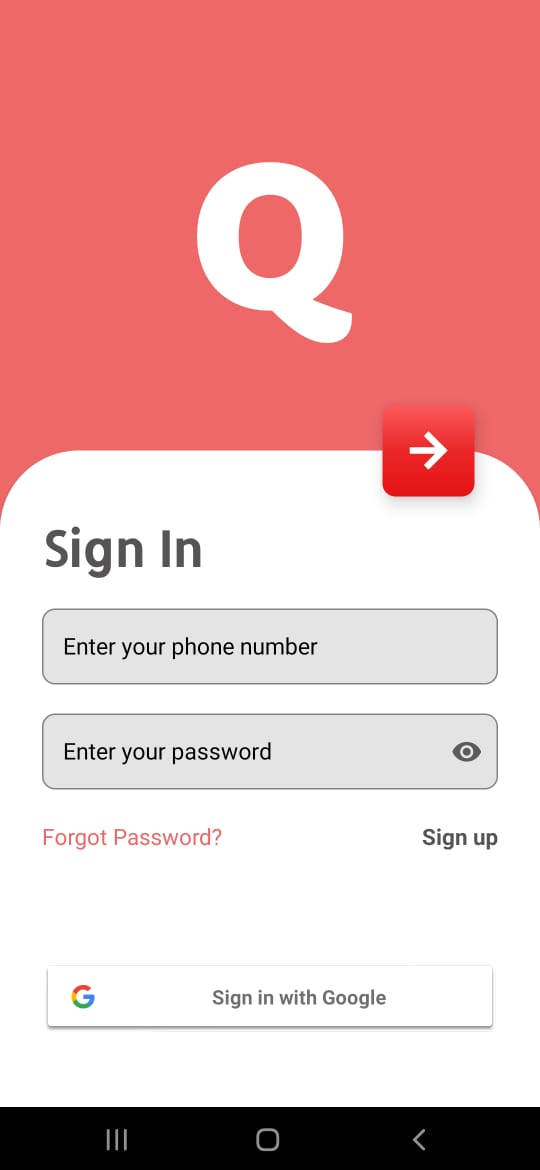 Q
Sign In
Enter your phone number
Enter your password
Forgot Password?
Sign up
Sign in with Google